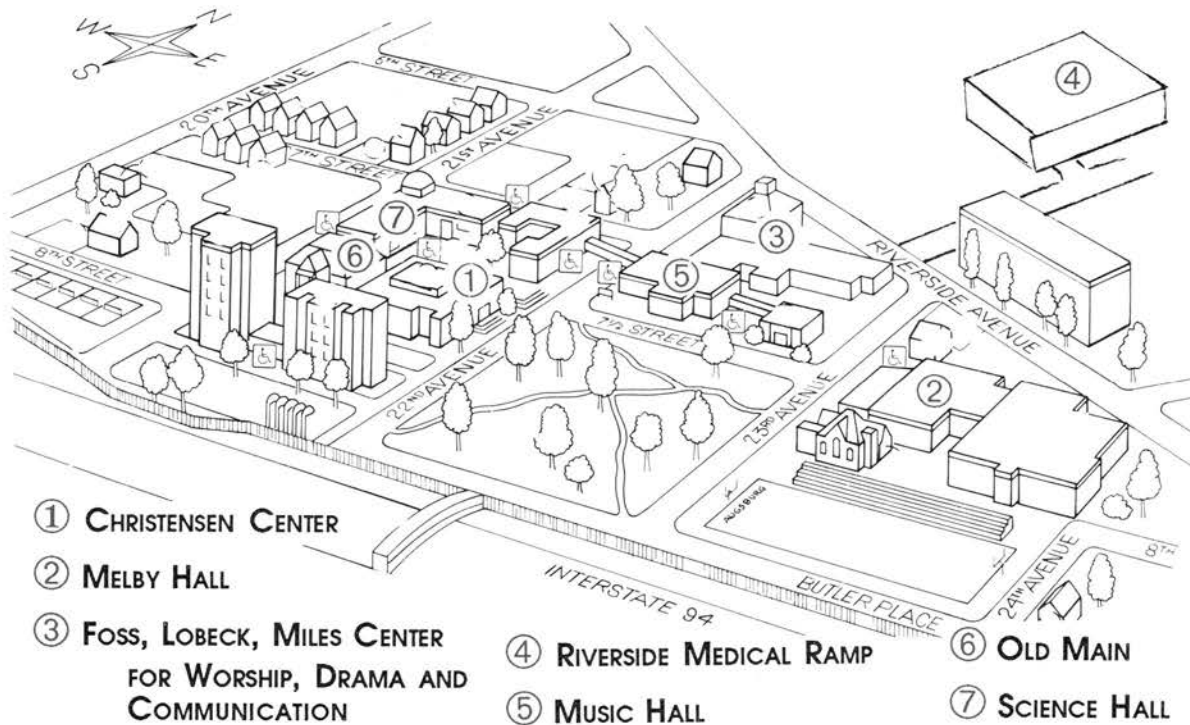 N
W
E
S
20TH AVENUE
6TH STREET
7TH STREET
21ST AVENUE
④
⑦
③
⑥
①
⑤
8TH STREET
RIVERSIDE AVENUE
7½ STREET
22ND AVENUE
23RD AVENUE
②
AUGSBURG
INTERSTATE 94
BUTLER PLACE
24TH AVENUE
8TH
① CHRISTENSEN CENTER
② MELBY HALL
③ FOSS, LOBECK, MILES CENTER
FOR WORSHIP, DRAMA AND
COMMUNICATION
④ RIVERSIDE MEDICAL RAMP
⑤ MUSIC HALL
⑥ OLD MAIN
⑦ SCIENCE HALL